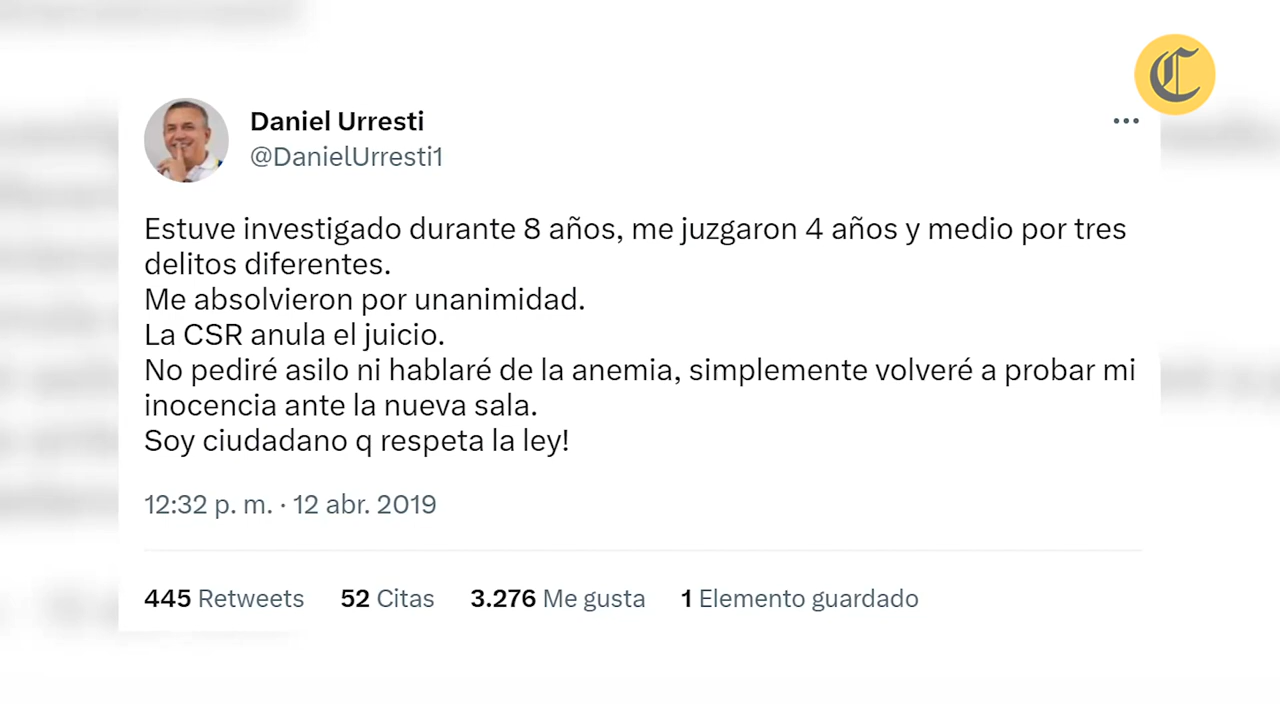 C
Daniel Urresti
@DanielUrresti1
Estuve investigado durante 8 años, me juzgaron 4 años y medio por tres
delitos diferentes.
Me absolvieron por unanimidad.
La CSR anula el juicio.
No pediré asilo ni hablaré de la anemia, simplemente volveré a probar mi
inocencia ante la nueva sala.
Soy ciudadano q respeta la ley!
12:32 p. m. · 12 abr. 2019
445 Retweets 52 Citas 3.276 Me gusta 1 Elemento guardado